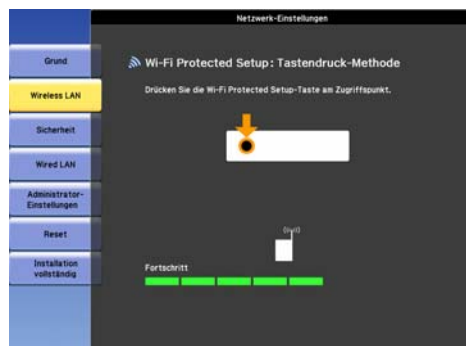 Netzwerk-Einstellungen
Grund
Wireless LAN
Sicherheit
Wired LAN
Administrator-
Einstellungen
Reset
Installation
vollständig
Wi-Fi Protected Setup: Tastendruck-Methode
Drücken Sie die Wi-Fi Protected Setup-Taste am Zugriffspunkt.
Fortschritt